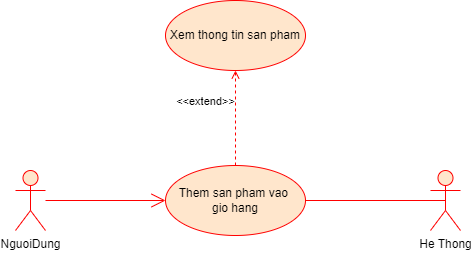 Xem thong tin san pham
<<extend>>
Them san pham vao
gio hang
NguoiDung
He Thong